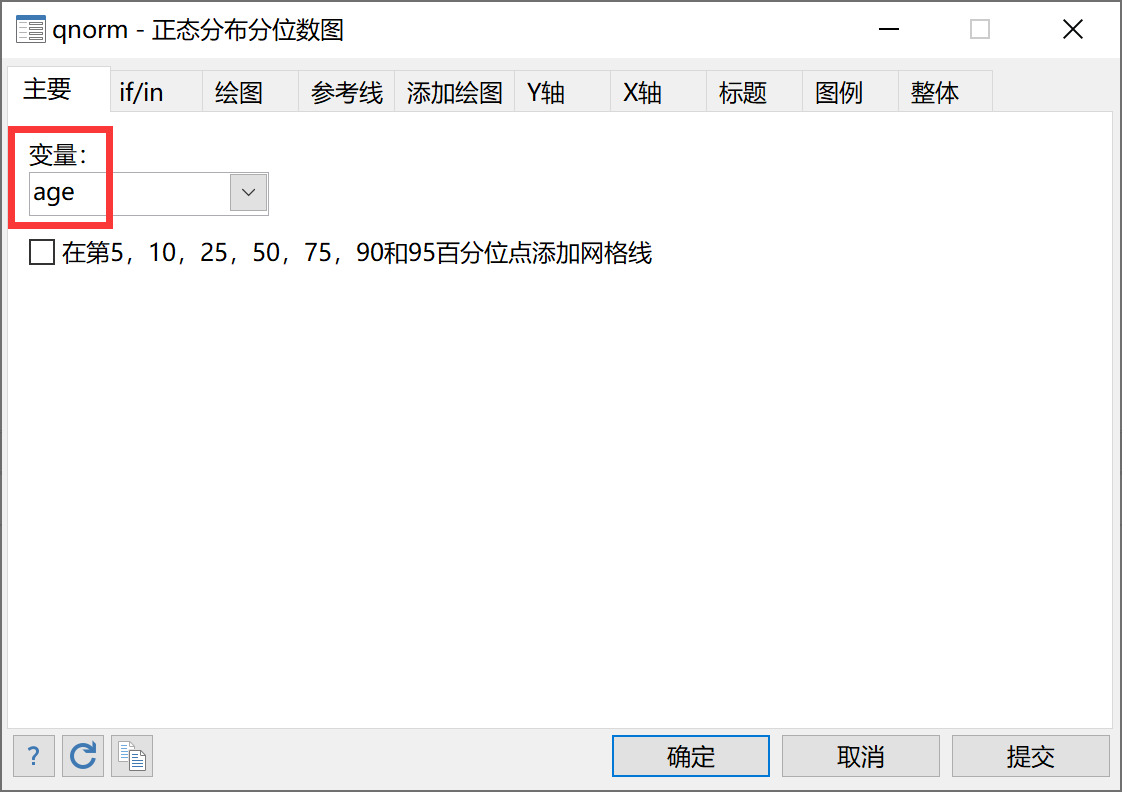 qnorm - 正态分布分位数图
主要 if/in 绘图 参考线 添加绘图 Y轴 X轴 标题 图例 整体
变量：
age
在第5，10，25，50，75，90和95百分位点添加网格线
? 确定 取消 提交